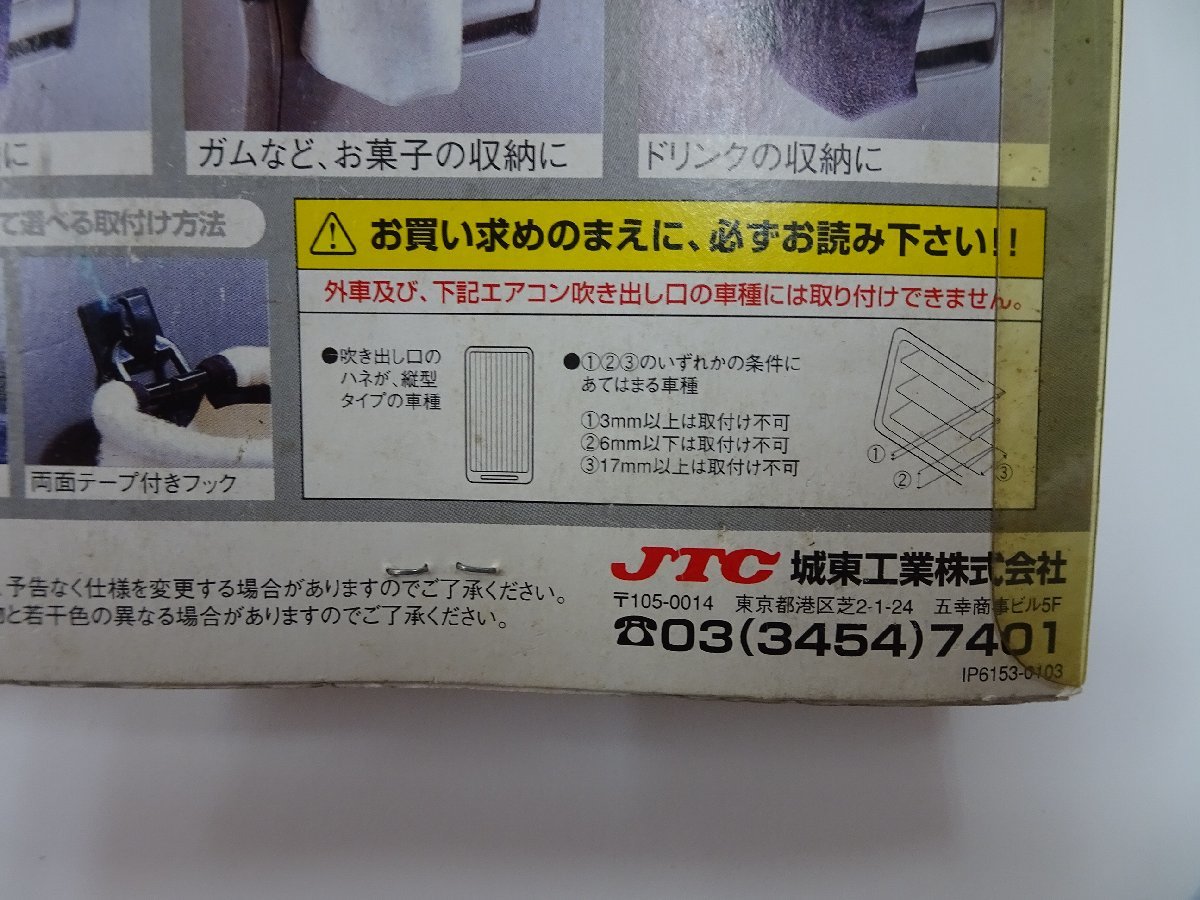 に
ガムなど、お菓子の収納に
ドリンクの収納に
て選べる取付け方法
お買い求めのまえに、必ずお読み下さい!!
外車及び、下記エアコン吹き出し口の車種には取り付けできません。
●吹き出し口の
ハネが、縦型
タイプの車種
●①②③のいずれかの条件に
あてはまる車種
①3mm以上は取付け不可
②6mm以下は取付け不可
③17mm以上は取付け不可
①
②
③
両面テープ付きフック
予告なく仕様を変更する場合がありますのでご了承ください。
と若干色の異なる場合がありますのでご了承ください。
JTC 城東工業株式会社
〒105-0014 東京都港区芝2-1-24 五幸商事ビル5F
☎03(3454)7401
IP6153-0103